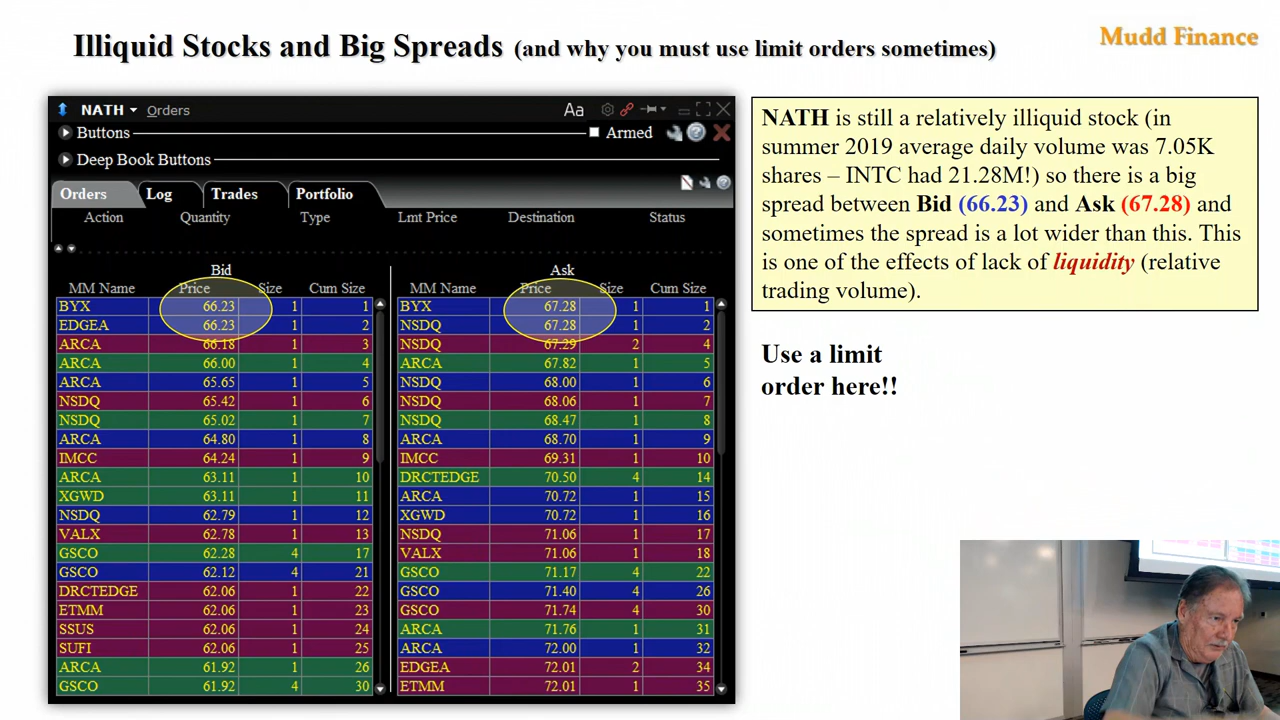 Illiquid Stocks and Big Spreads (and why you must use limit orders sometimes)
Mudd Finance
NATH Orders Aa
Buttons Armed
Deep Book Buttons
Orders Log Trades Portfolio
Action Quantity Type Lmt Price Destination Status
Bid Ask
MM Name Price Size Cum Size MM Name Price Size Cum Size
BYX 66.23 1 1 BYX 67.28 1 1
EDGEA 66.23 1 2 NSDQ 67.28 1 2
ARCA 66.18 1 3 NSDQ 67.29 2 4
ARCA 66.00 1 4 ARCA 67.82 1 5
ARCA 65.65 1 5 NSDQ 68.00 1 6
NSDQ 65.42 1 6 NSDQ 68.06 1 7
NSDQ 65.02 1 7 NSDQ 68.47 1 8
ARCA 64.80 1 8 ARCA 68.70 1 9
IMCC 64.24 1 9 IMCC 69.31 1 10
ARCA 63.11 1 10 DRCTEDGE 70.50 4 14
XGWD 63.11 1 11 ARCA 70.72 1 15
NSDQ 62.79 1 12 XGWD 70.72 1 16
VALX 62.78 1 13 NSDQ 71.06 1 17
GSCO 62.28 4 17 VALX 71.06 1 18
GSCO 62.12 4 21 GSCO 71.17 4 22
DRCTEDGE 62.06 1 22 GSCO 71.40 4 26
ETMM 62.06 1 23 GSCO 71.74 4 30
SSUS 62.06 1 24 ARCA 71.76 1 31
SUFI 62.06 1 25 ARCA 72.00 1 32
ARCA 61.92 1 26 EDGEA 72.01 2 34
GSCO 61.92 4 30 ETMM 72.01 1 35
NATH is still a relatively illiquid stock (in
summer 2019 average daily volume was 7.05K
shares – INTC had 21.28M!) so there is a big
spread between Bid (66.23) and Ask (67.28) and
sometimes the spread is a lot wider than this. This
is one of the effects of lack of liquidity (relative
trading volume).
Use a limit
order here!!